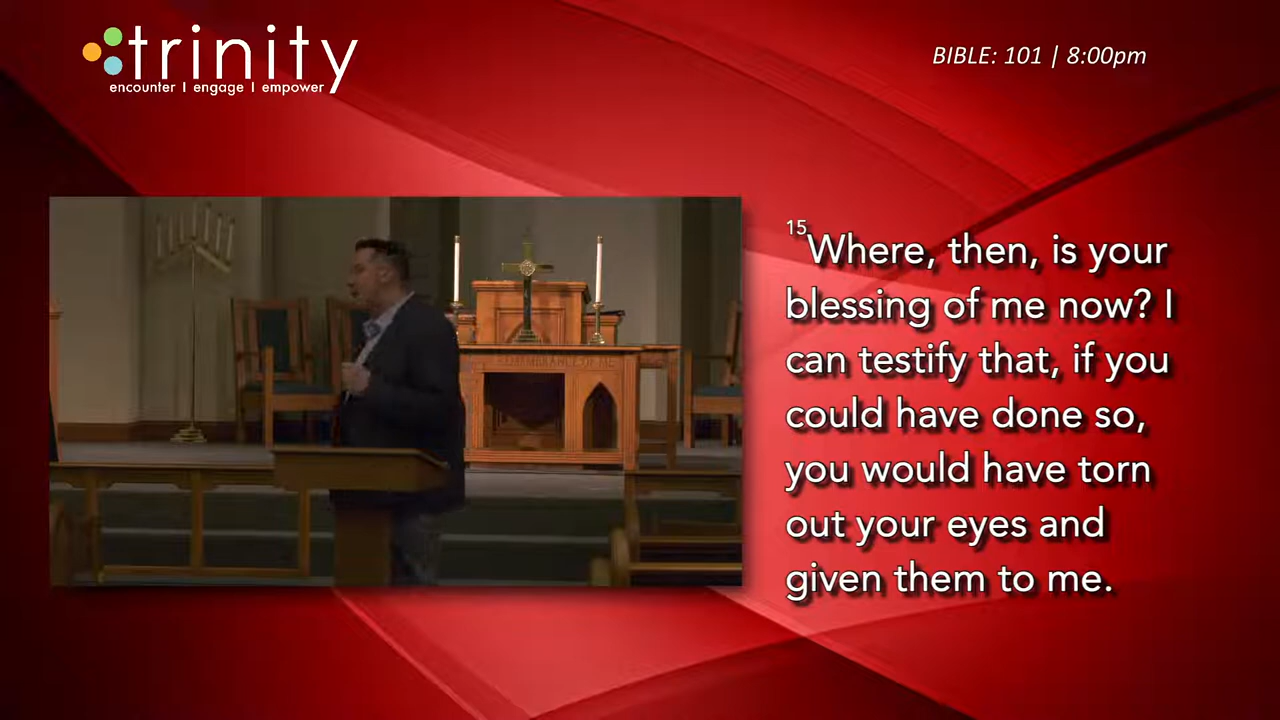 trinity
encounter | engage | empower
BIBLE: 101 | 8:00pm
15Where, then, is your
blessing of me now? I
can testify that, if you
could have done so,
you would have torn
out your eyes and
given them to me.